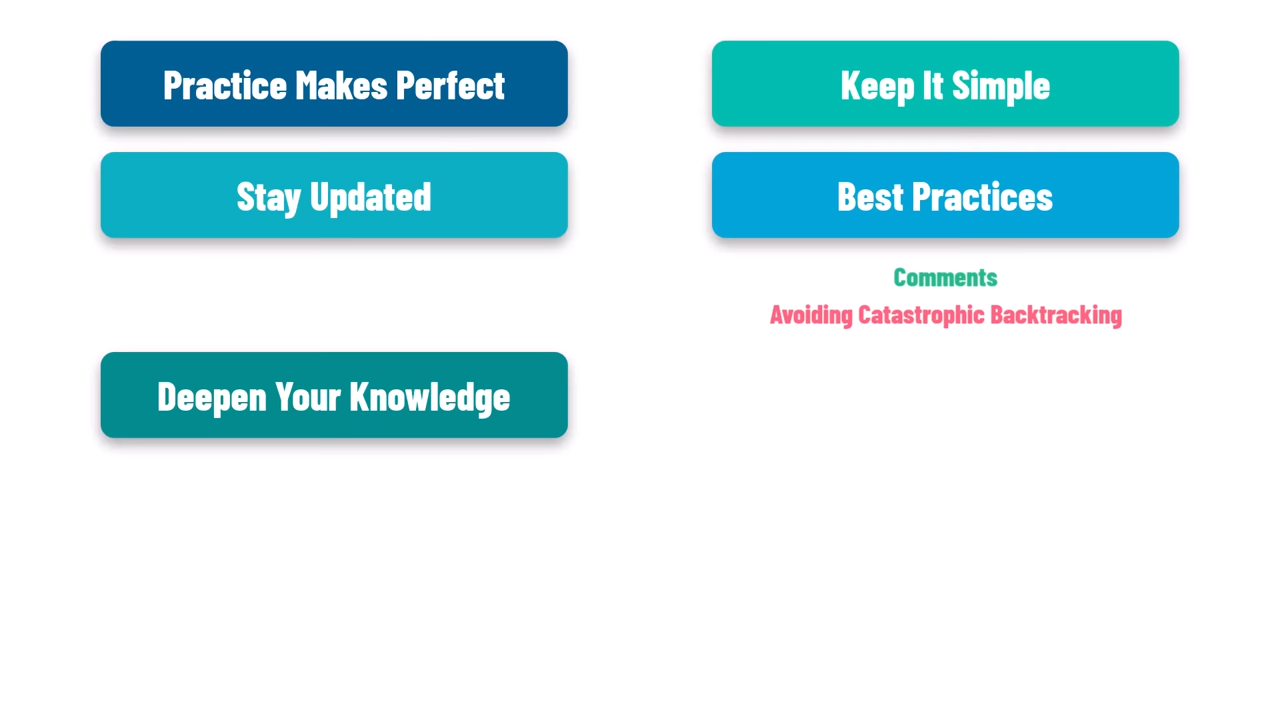 Practice Makes Perfect
Keep It Simple
Stay Updated
Best Practices
Comments
Avoiding Catastrophic Backtracking
Deepen Your Knowledge